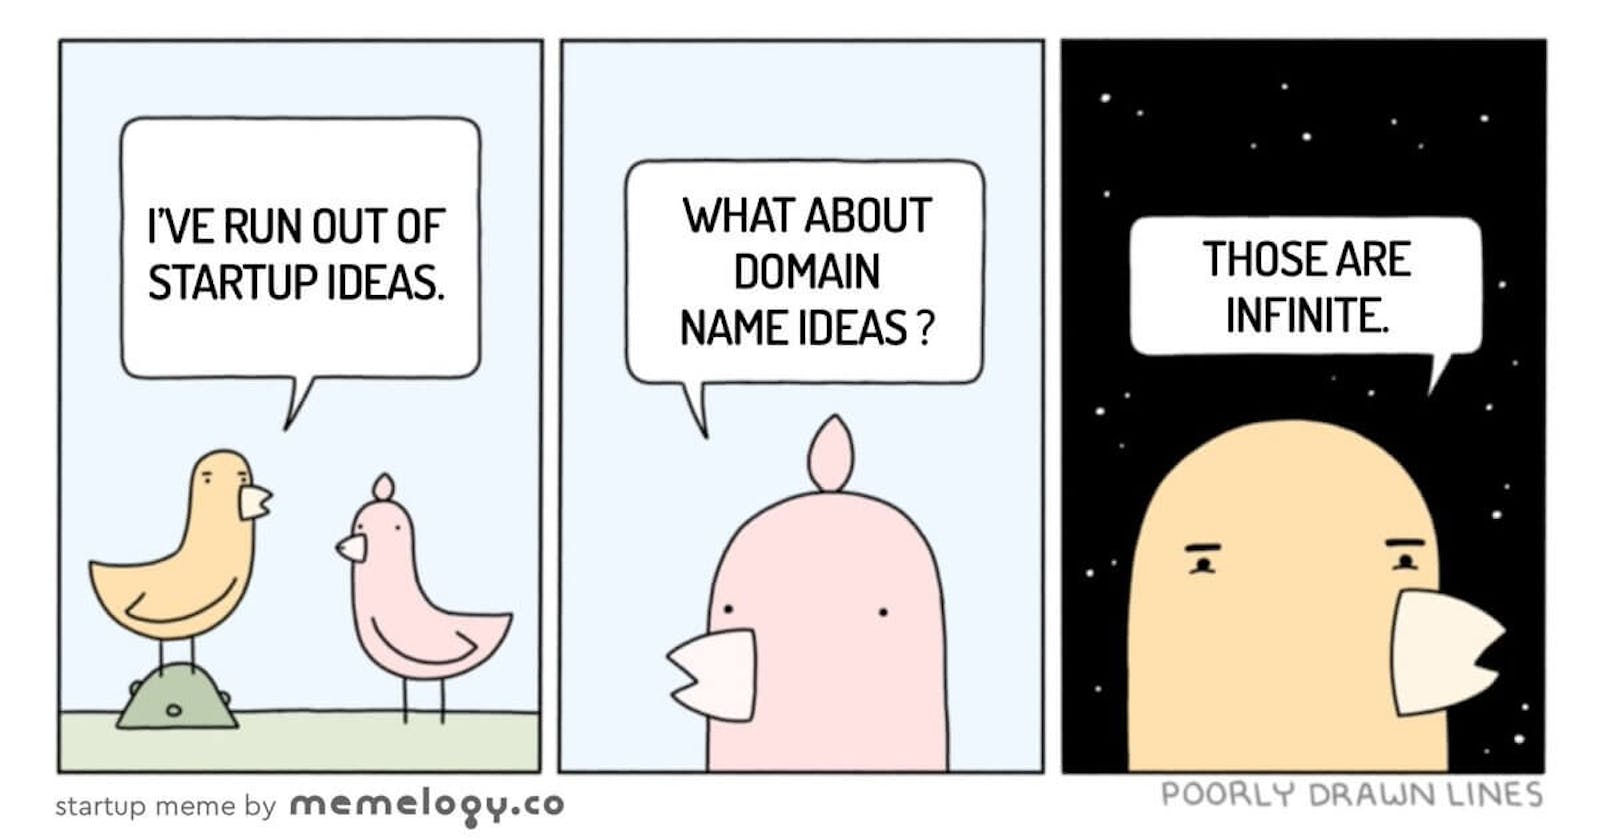 I'VE RUN OUT OF
STARTUP IDEAS.
WHAT ABOUT
DOMAIN
NAME IDEAS ?
THOSE ARE
INFINITE.
startup meme by memelogy.co
POORLY DRAWN LINES